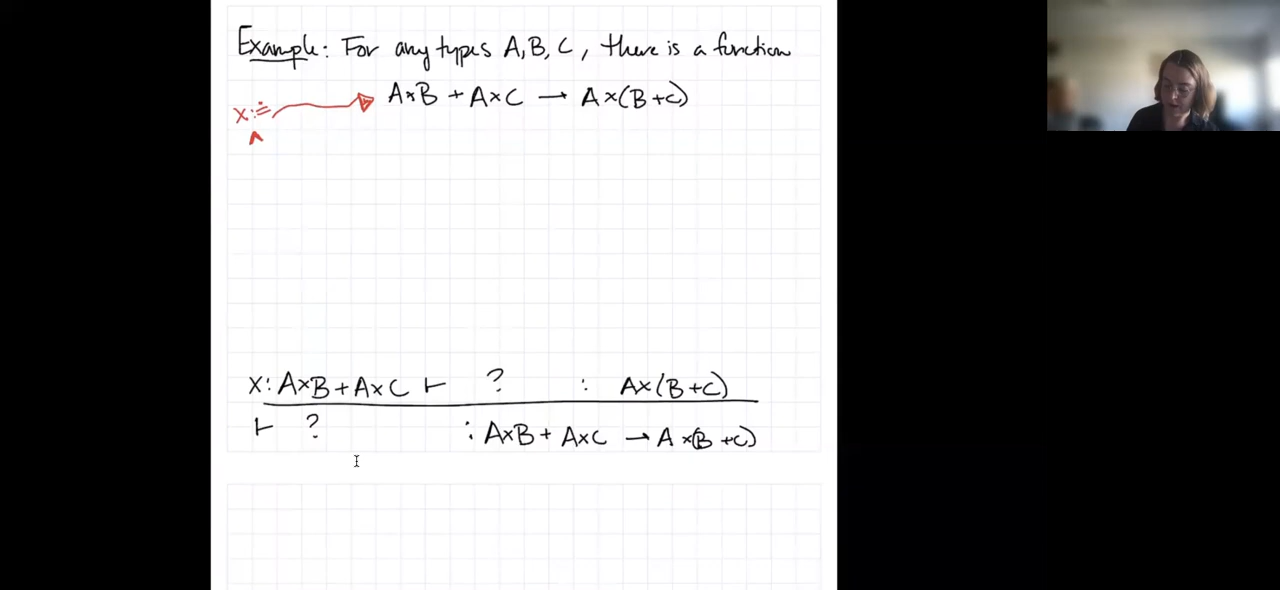 Example: For any types A, B, C, there is a function
x: A×B + A×C → A×(B+C)
x: A×B + A×C ⊢ ? : A×(B+C)
⊢ ? : A×B + A×C → A×(B+C)